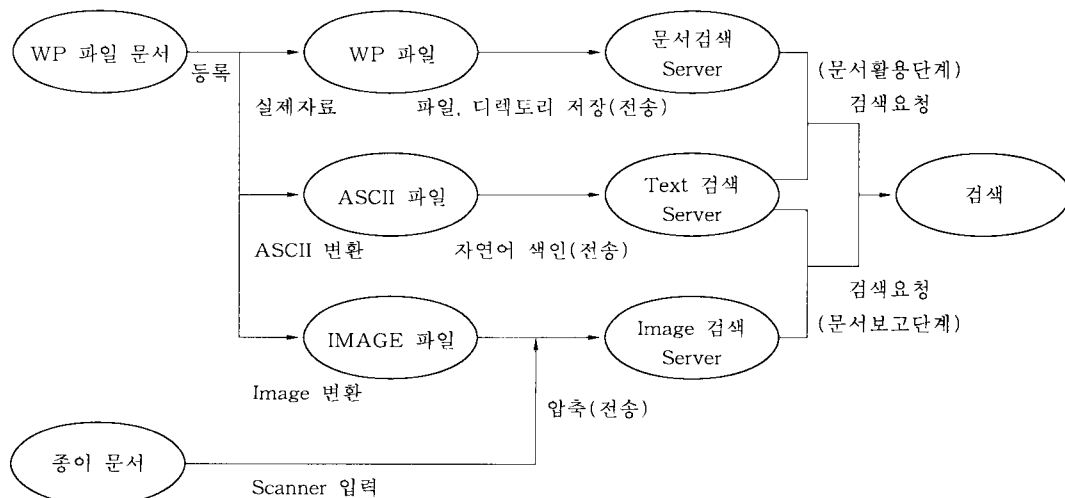 WP 파일 문서
등록
WP 파일
문서검색
Server
(문서활용단계)
검색요청
실제자료
파일, 디렉토리 저장(전송)
ASCII 파일
Text 검색
Server
검색
ASCII 변환
자연어 색인(전송)
검색요청
(문서보고단계)
IMAGE 파일
Image 검색
Server
Image 변환
압축(전송)
종이 문서
Scanner 입력